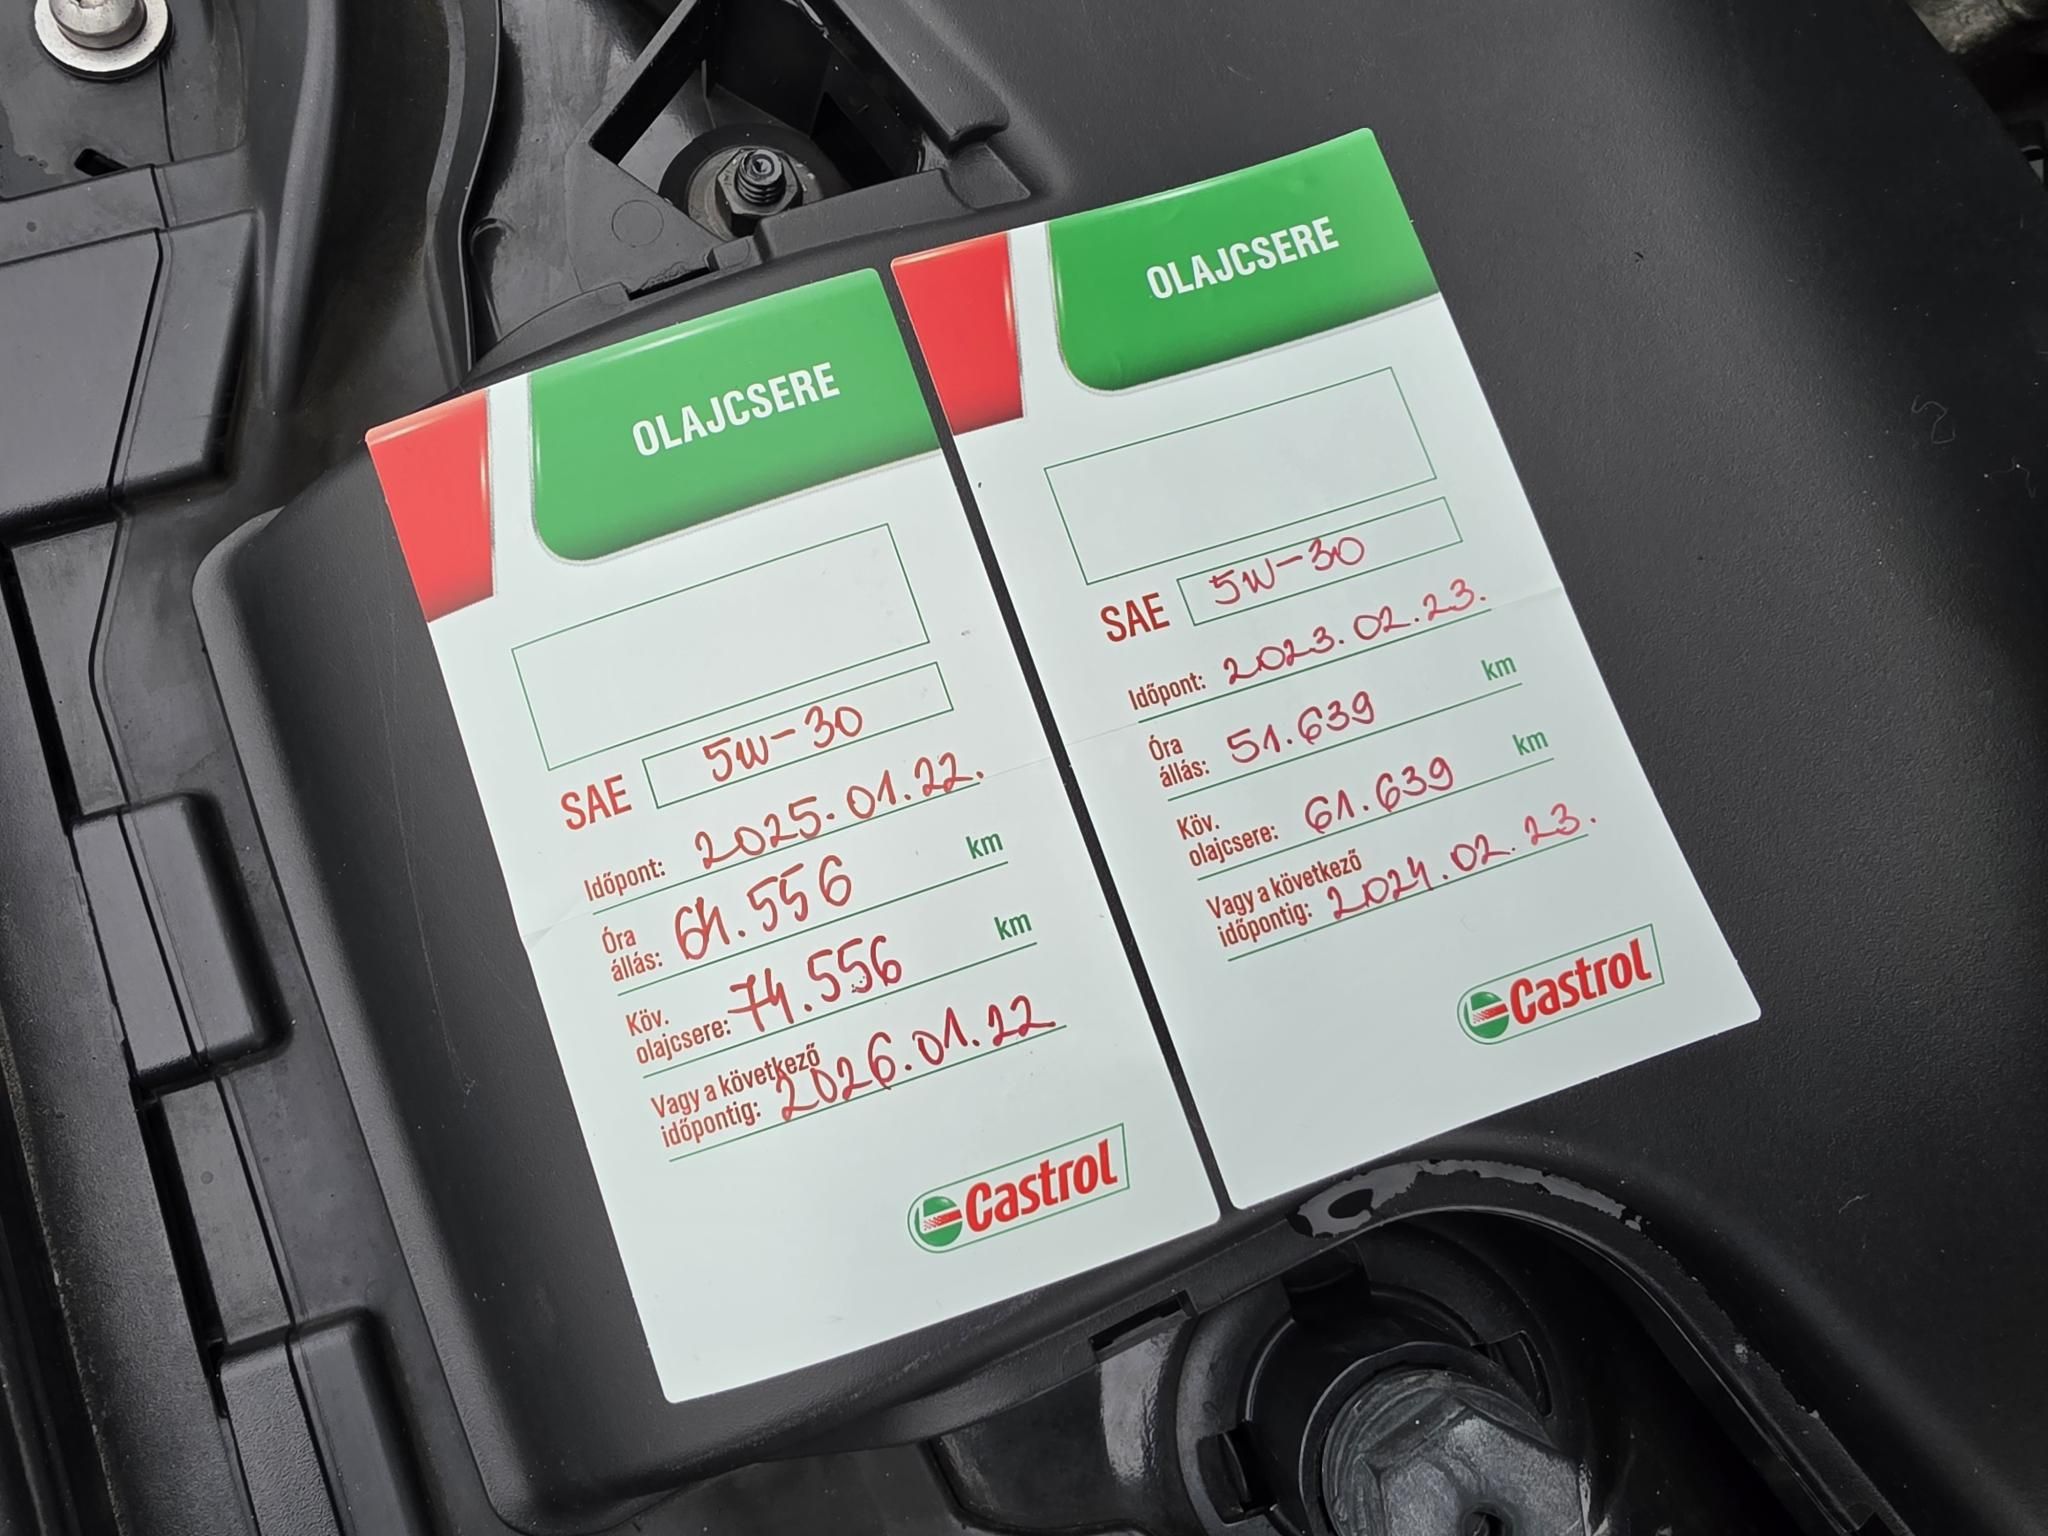 OLAJCSERE
SAE 5W-30
Időpont: 2025.01.22.
Óra
állás: 64.556 km
Köv.
olajcsere: 74.556 km
Vagy a következő
időpontig: 2026.01.22.
Castrol
OLAJCSERE
SAE 5W-30
Időpont: 2023.02.23.
Óra
állás: 51.639 km
Köv.
olajcsere: 61.639 km
Vagy a következő
időpontig: 2024.02.23.
Castrol